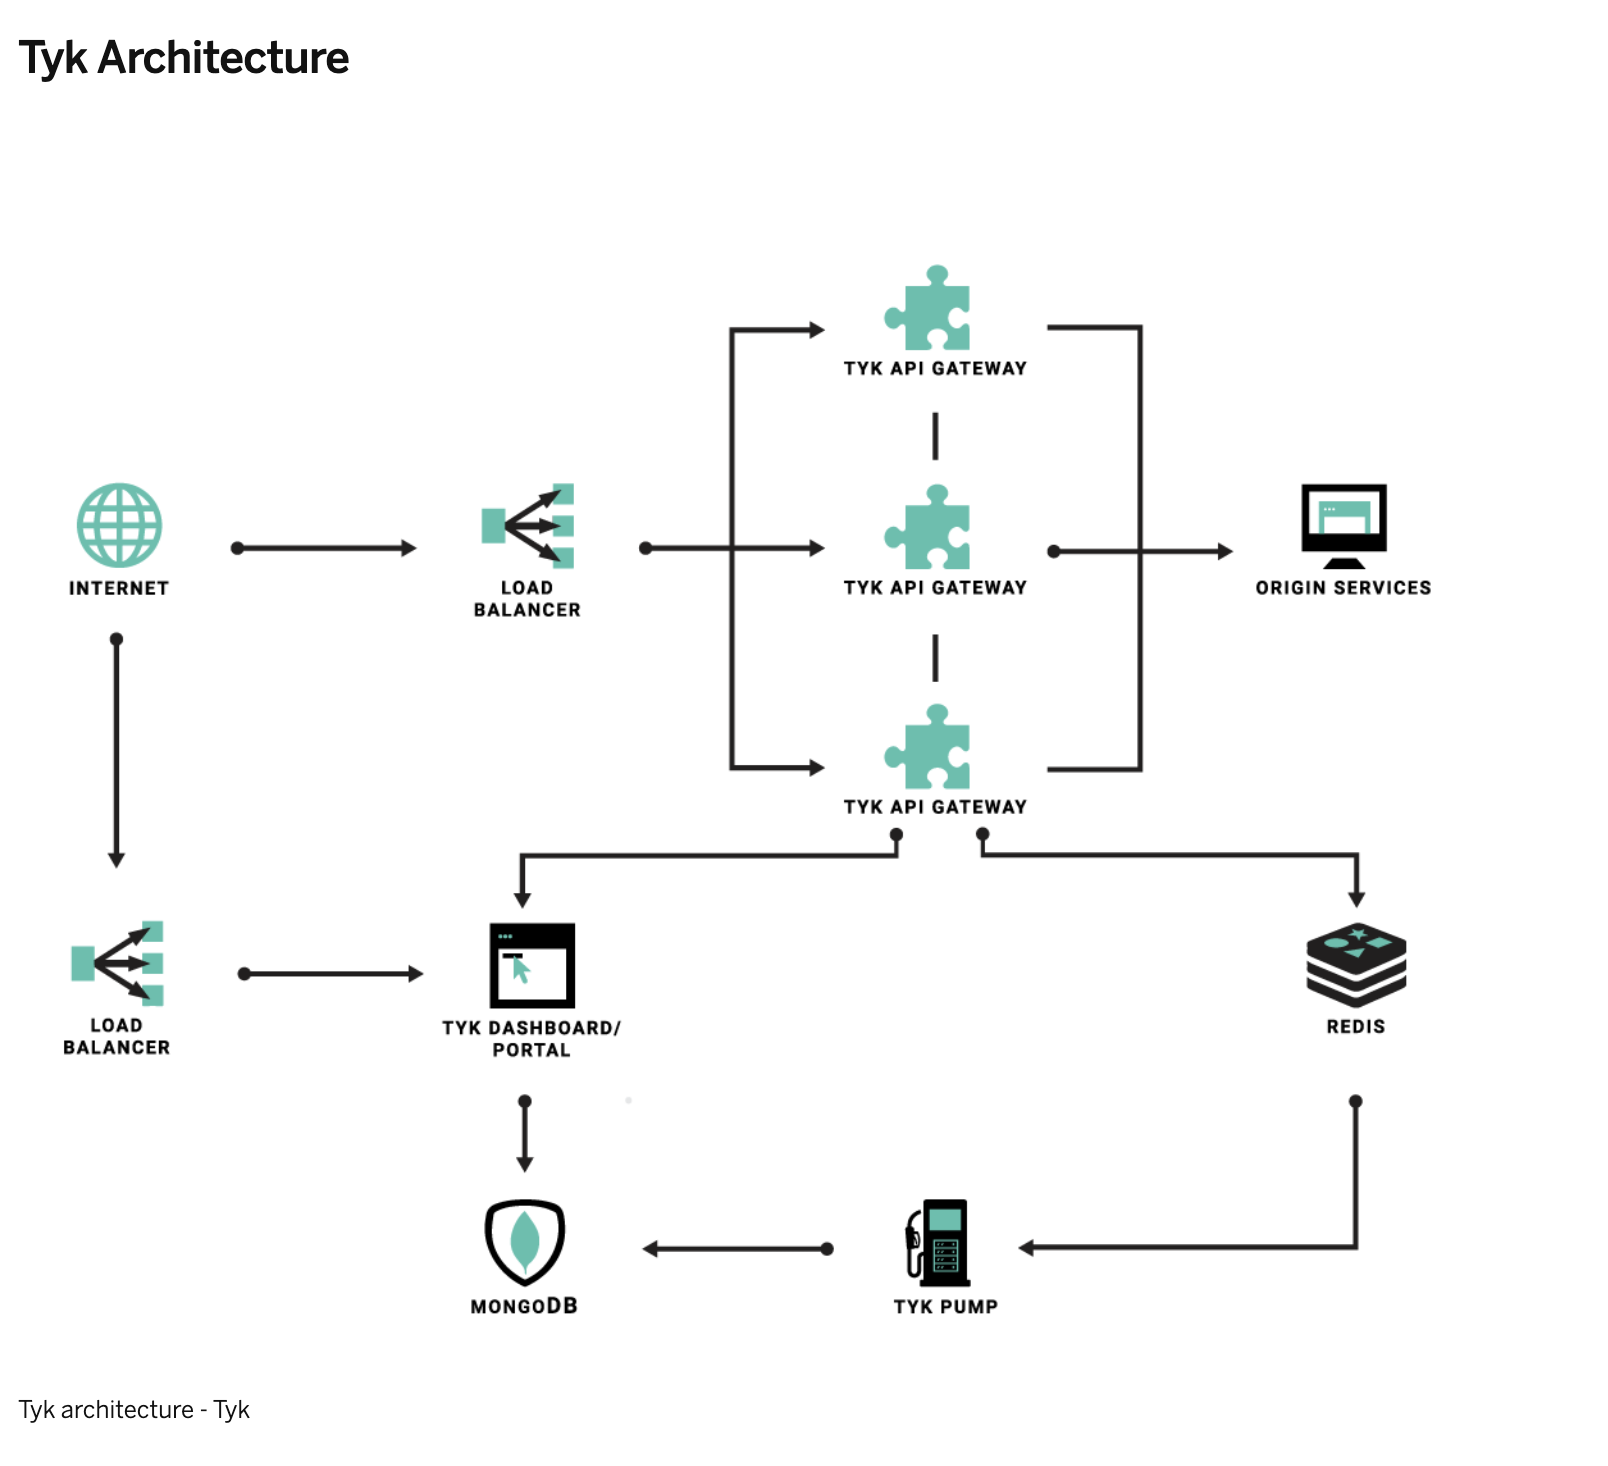 Tyk Architecture
TYK API GATEWAY
INTERNET
LOAD
BALANCER
TYK API GATEWAY
ORIGIN SERVICES
TYK API GATEWAY
LOAD
BALANCER
TYK DASHBOARD/
PORTAL
REDIS
MONGODB
TYK PUMP
Tyk architecture - Tyk